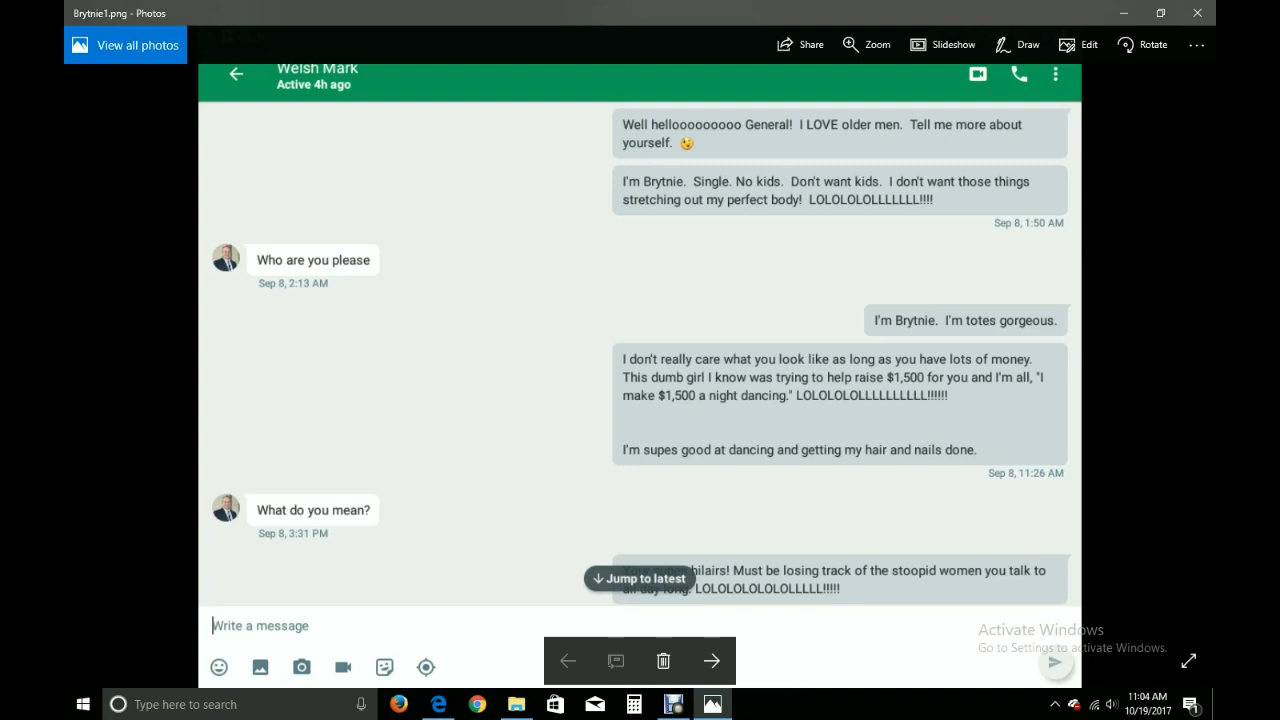 Brytnie1.png - Photos
View all photos
Share
Zoom
Slideshow
Draw
Edit
Rotate
Welsh Mark
Active 4h ago
Well hellooooooooo General! I LOVE older men. Tell me more about
yourself.
I'm Brytnie. Single. No kids. Don't want kids. I don't want those things
stretching out my perfect body! LOLOLOLOLLLLLLL!!!!
Sep 8, 1:50 AM
Who are you please
Sep 8, 2:13 AM
I'm Brytnie. I'm totes gorgeous.
I don't really care what you look like as long as you have lots of money.
This dumb girl I know was trying to help raise $1,500 for you and I'm all, "I
make $1,500 a night dancing." LOLOLOLOLLLLLLLLLL!!!!!!
I'm supes good at dancing and getting my hair and nails done.
Sep 8, 11:26 AM
What do you mean?
Sep 8, 3:31 PM
hilairs! Must be losing track of the stoopid women you talk to
all day long. LOLOLOLOLOLOLLLLL!!!!!
Jump to latest
Write a message
Activate Windows
Go to Settings to activate Windows.
Type here to search
11:04 AM
10/19/2017
1